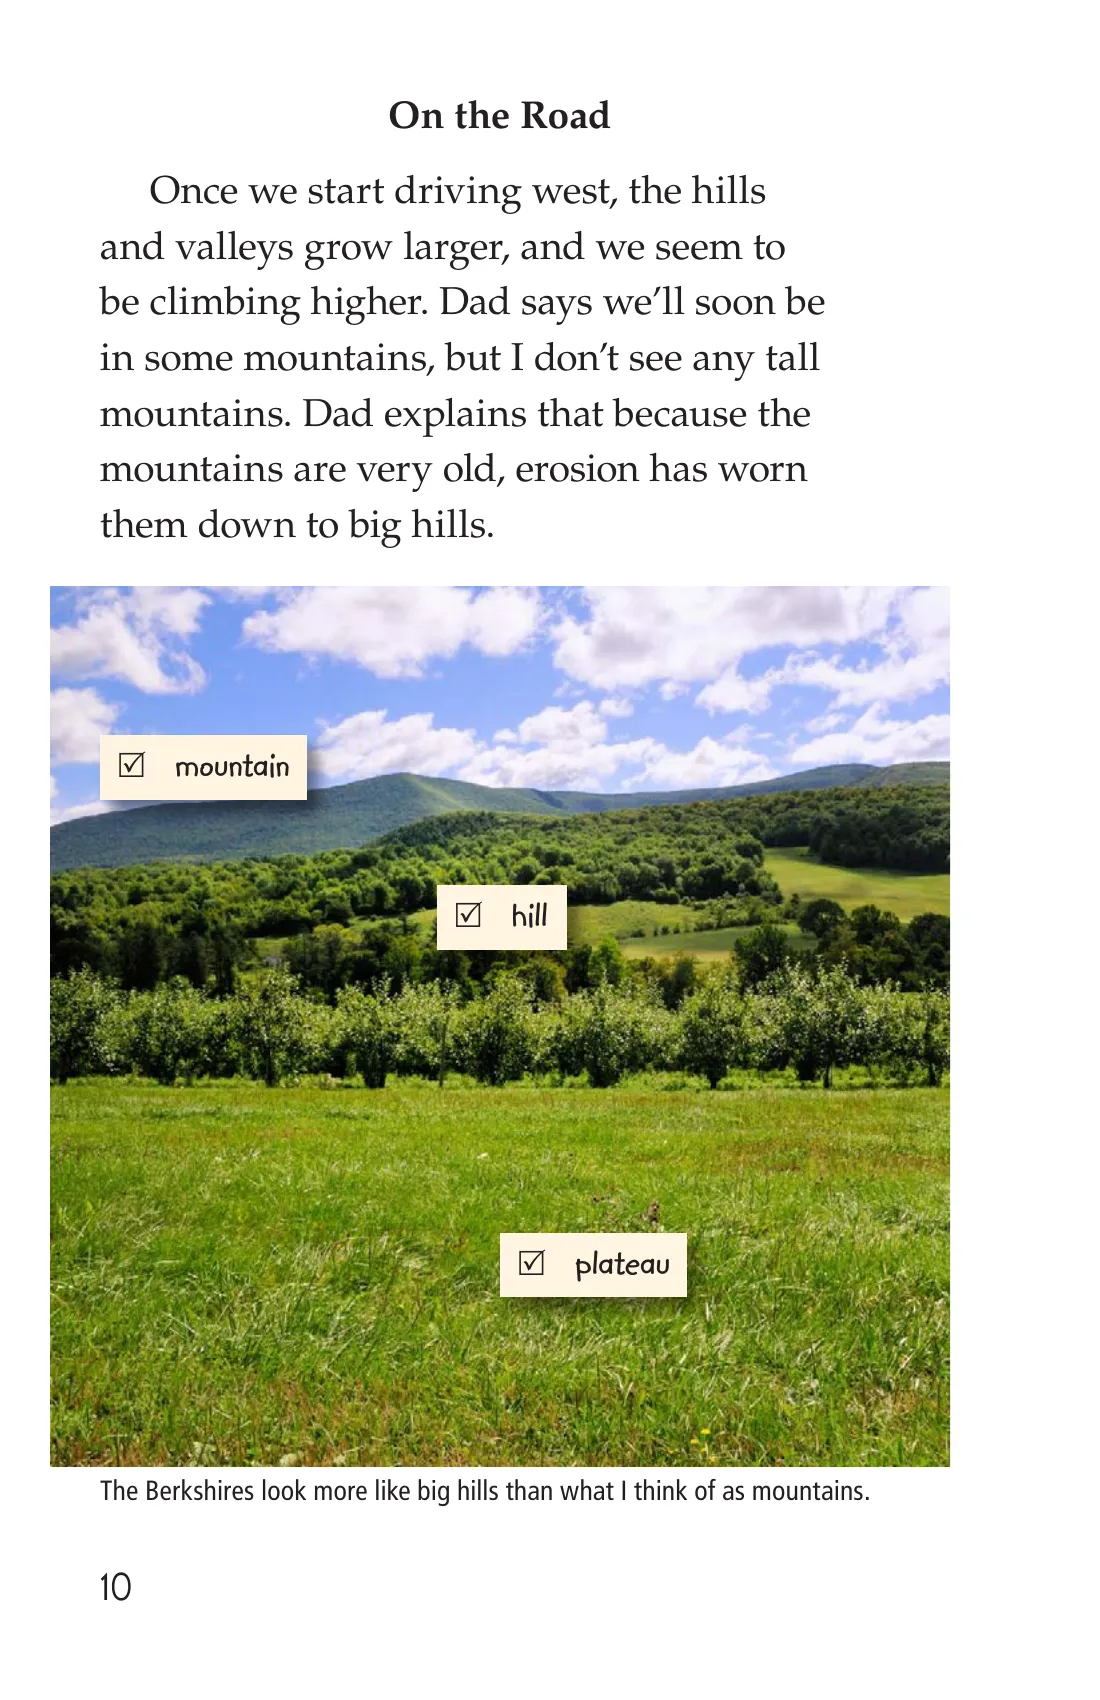 On the Road
Once we start driving west, the hills
and valleys grow larger, and we seem to
be climbing higher. Dad says we’ll soon be
in some mountains, but I don’t see any tall
mountains. Dad explains that because the
mountains are very old, erosion has worn
them down to big hills.
☑ mountain
☑ hill
☑ plateau
The Berkshires look more like big hills than what I think of as mountains.
10